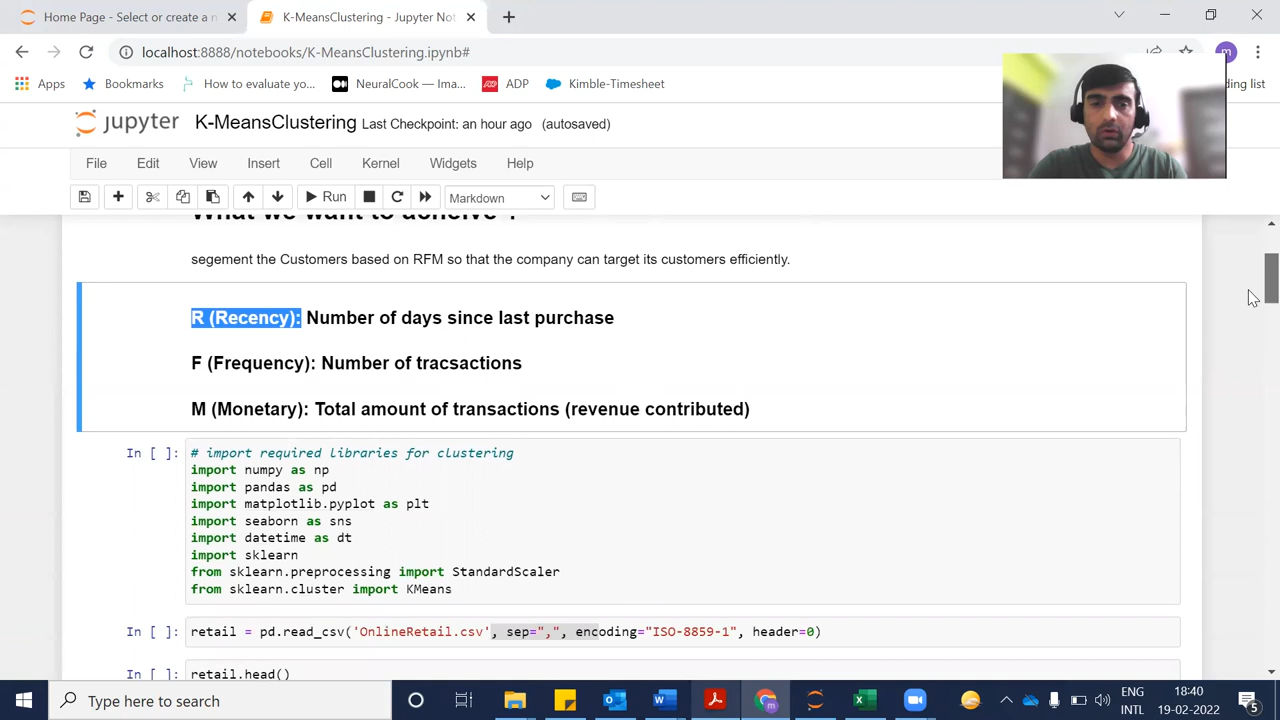 Home Page - Select or create a n
K-MeansClustering - Jupyter Not
localhost:8888/notebooks/K-MeansClustering.ipynb#
m
Apps
Bookmarks
How to evaluate yo...
NeuralCook — Ima...
ADP
Kimble-Timesheet
ding list
jupyter
K-MeansClustering Last Checkpoint: an hour ago (autosaved)
File
Edit
View
Insert
Cell
Kernel
Widgets
Help
Run
Markdown
segement the Customers based on RFM so that the company can target its customers efficiently.
R (Recency): Number of days since last purchase
F (Frequency): Number of tracsactions
M (Monetary): Total amount of transactions (revenue contributed)
In [ ]:
# import required libraries for clustering
import numpy as np
import pandas as pd
import matplotlib.pyplot as plt
import seaborn as sns
import datetime as dt
import sklearn
from sklearn.preprocessing import StandardScaler
from sklearn.cluster import KMeans
In [ ]:
retail = pd.read_csv('OnlineRetail.csv', sep=",", encoding="ISO-8859-1", header=0)
In [ ]:
retail.head()
Type here to search
ENG
INTL
18:40
19-02-2022
5